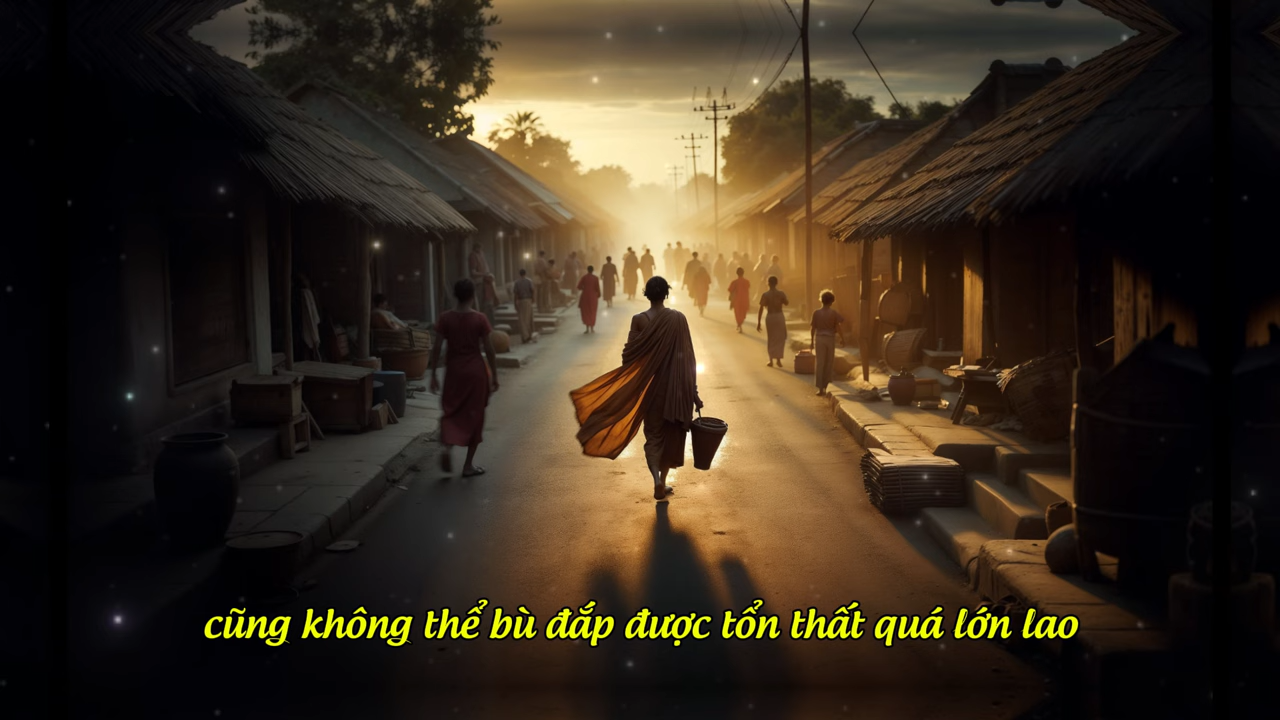 cũng không thể bù đắp được tổn thất quá lớn lao